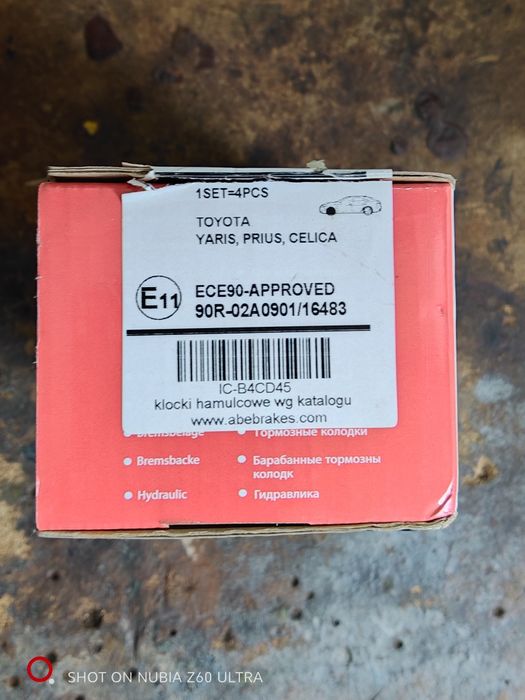 1SET=4PCS
TOYOTA
YARIS, PRIUS, CELICA
E11
ECE90-APPROVED
90R-02A0901/16483
IC-B4CD45
klocki hamulcowe wg katalogu
www.abebrakes.com
Bremsbeläge
Тормозные колодки
Bremsbacke
Барабанные тормозны
колодк
Hydraulic
Гидравлика
SHOT ON NUBIA Z60 ULTRA